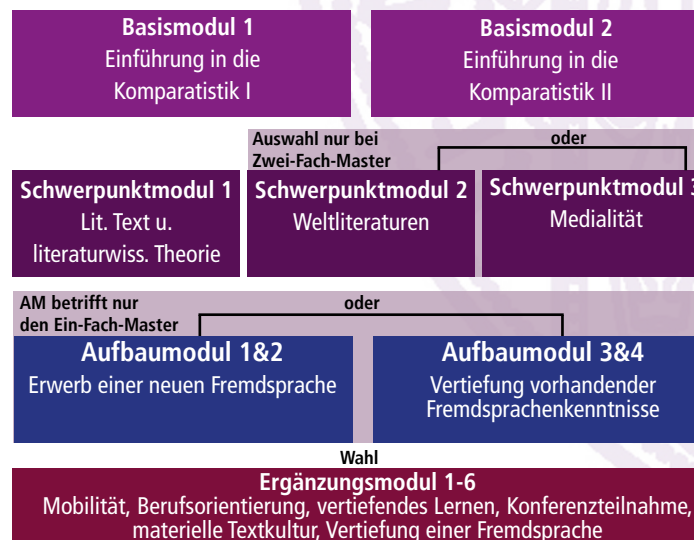 Basismodul 1
Einführung in die
Komparatistik I
Basismodul 2
Einführung in die
Komparatistik II
Auswahl nur bei
Zwei-Fach-Master
oder
Schwerpunktmodul 1
Lit. Text u.
literaturwiss. Theorie
Schwerpunktmodul 2
Weltliteraturen
Schwerpunktmodul 3
Medialität
AM betrifft nur
den Ein-Fach-Master
oder
Aufbaumodul 1&2
Erwerb einer neuen Fremdsprache
Aufbaumodul 3&4
Vertiefung vorhandender
Fremdsprachenkenntnisse
Wahl
Ergänzungsmodul 1-6
Mobilität, Berufsorientierung, vertiefendes Lernen, Konferenzteilnahme,
materielle Textkultur, Vertiefung einer Fremdsprache